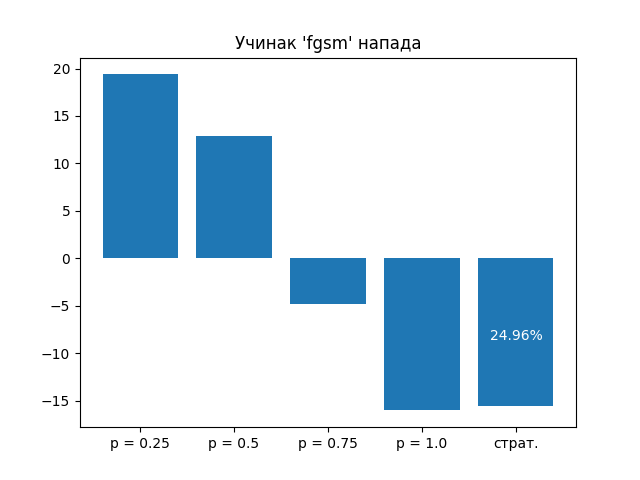 Учинак 'fgsm' напада
20
15
10
5
0
−5
−10
−15
24.96%
p = 0.25
p = 0.5
p = 0.75
p = 1.0
страт.